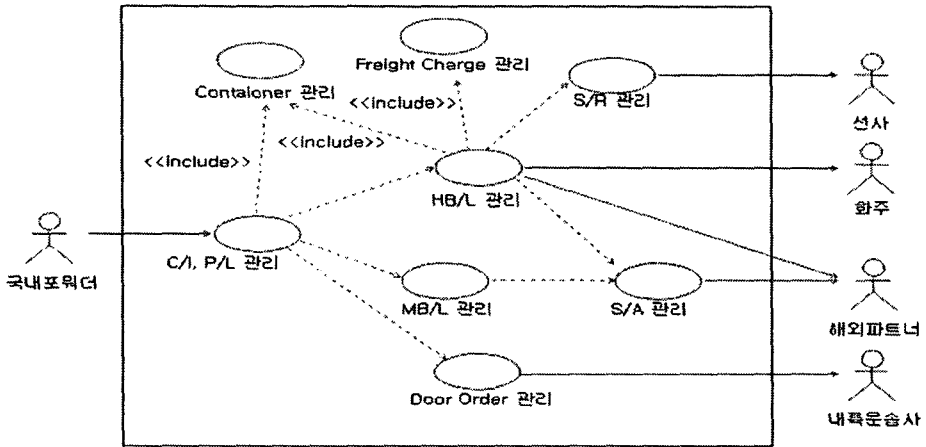 Freight Charge 관리
Contaloner 관리
<<include>>
S/R 관리
선사
<<include>>
<<include>>
HB/L 관리
화주
국내포워더
C/I, P/L 관리
MB/L 관리
S/A 관리
해외파트너
Door Order 관리
내륙운송사